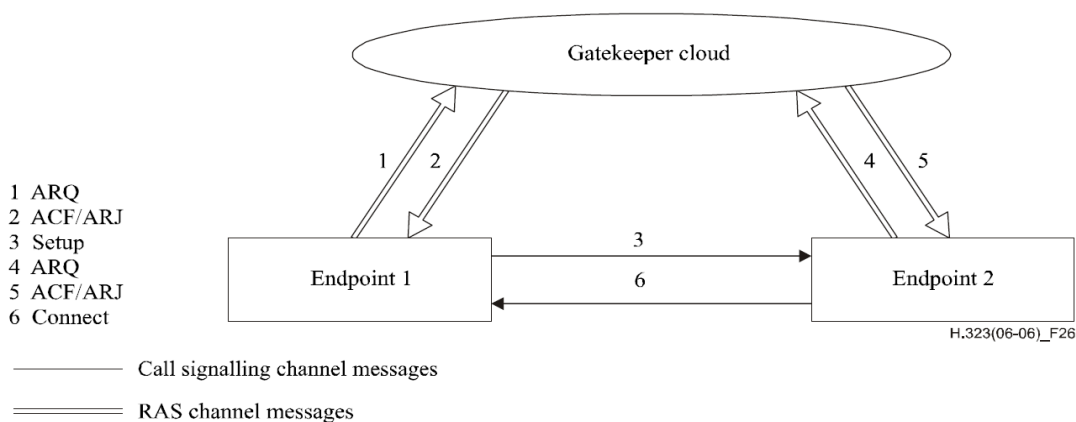 Gatekeeper cloud
1 2 4 5
1 ARQ
2 ACF/ARJ
3 Setup
4 ARQ
5 ACF/ARJ
6 Connect
Endpoint 1
3
6
Endpoint 2
H.323(06-06)_F26
Call signalling channel messages
RAS channel messages